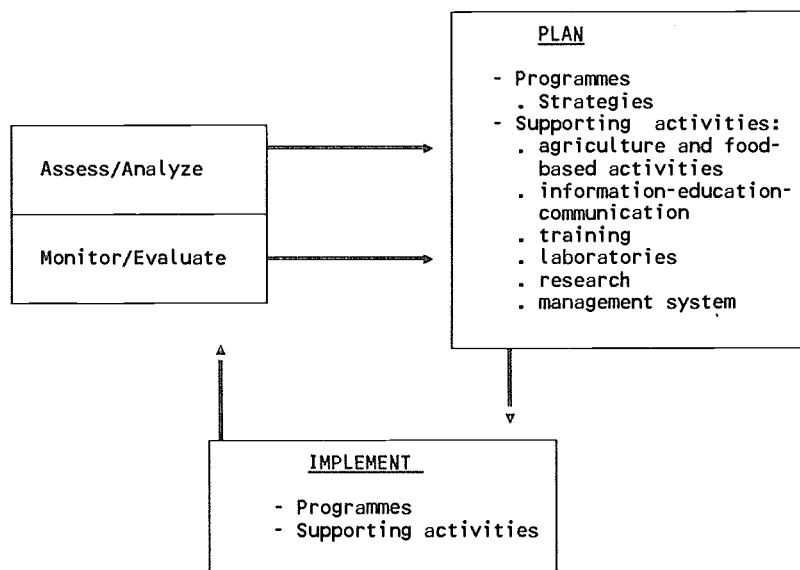 Assess/Analyze
Monitor/Evaluate
PLAN
- Programmes
. Strategies
- Supporting activities:
. agriculture and food-
based activities
. information-education-
communication
. training
. laboratories
. research
. management system
IMPLEMENT
- Programmes
- Supporting activities